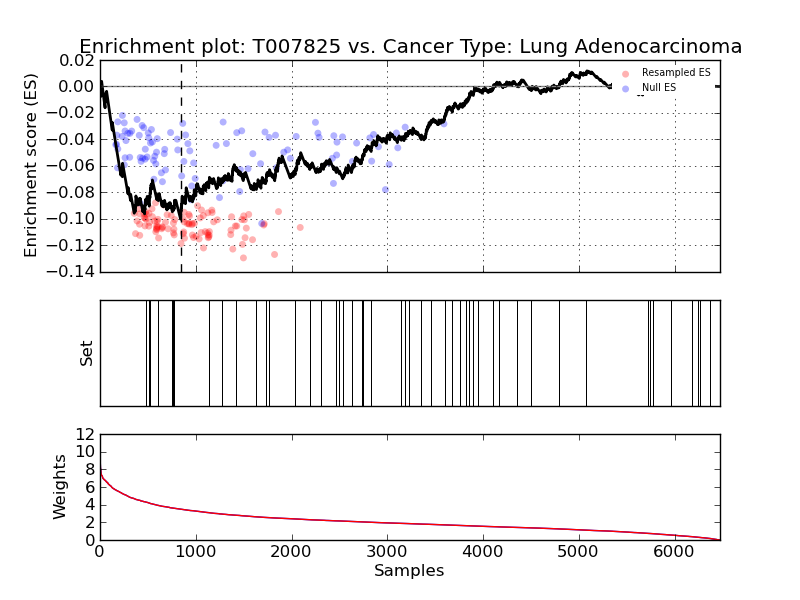 Enrichment plot: T007825 vs. Cancer Type: Lung Adenocarcinoma
Enrichment score (ES)
0.02
0.00
−0.02
−0.04
−0.06
−0.08
−0.10
−0.12
−0.14
Resampled ES
Null ES
Set
Weights
12
10
8
6
4
2
0
0 1000 2000 3000 4000 5000 6000
Samples